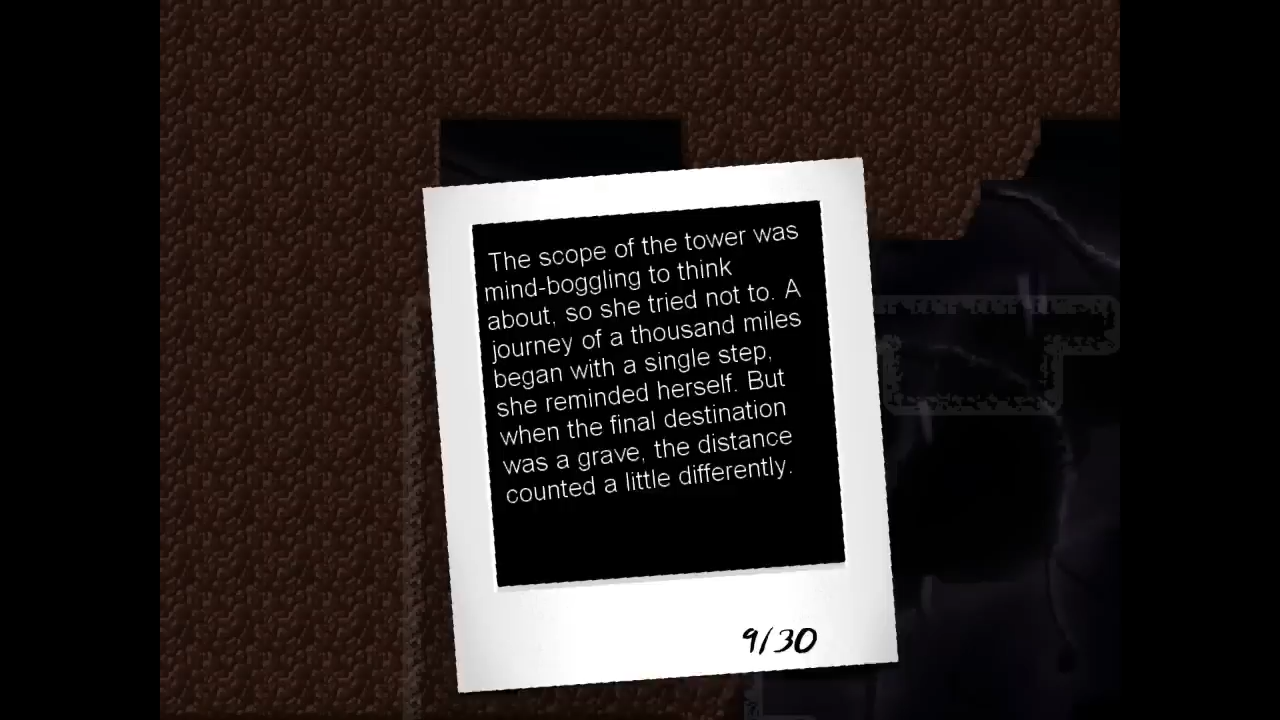 The scope of the tower was
mind-boggling to think
about, so she tried not to. A
journey of a thousand miles
began with a single step,
she reminded herself. But
when the final destination
was a grave, the distance
counted a little differently.
9/30